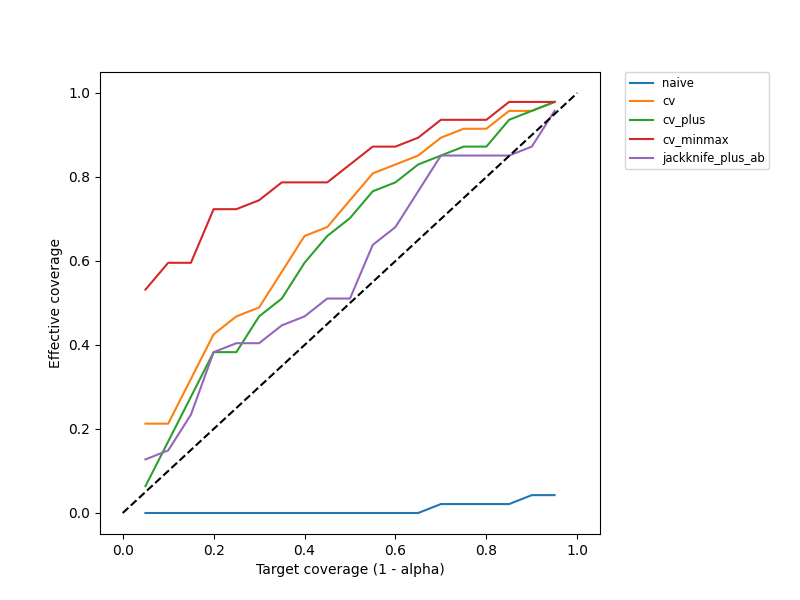 naive
cv
cv_plus
cv_minmax
jackknife_plus_ab
1.0
0.8
0.6
0.4
0.2
0.0
Effective coverage
0.0 0.2 0.4 0.6 0.8 1.0
Target coverage (1 - alpha)